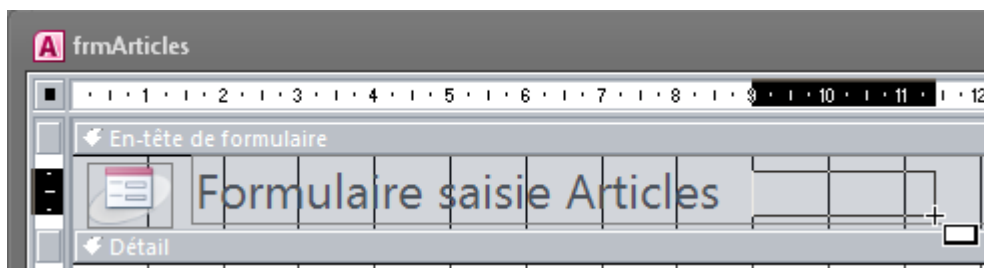 A frmArticles
1 2 3 4 5 6 7 8 9 10 11 12
En-tête de formulaire
Formulaire saisie Articles
Détail